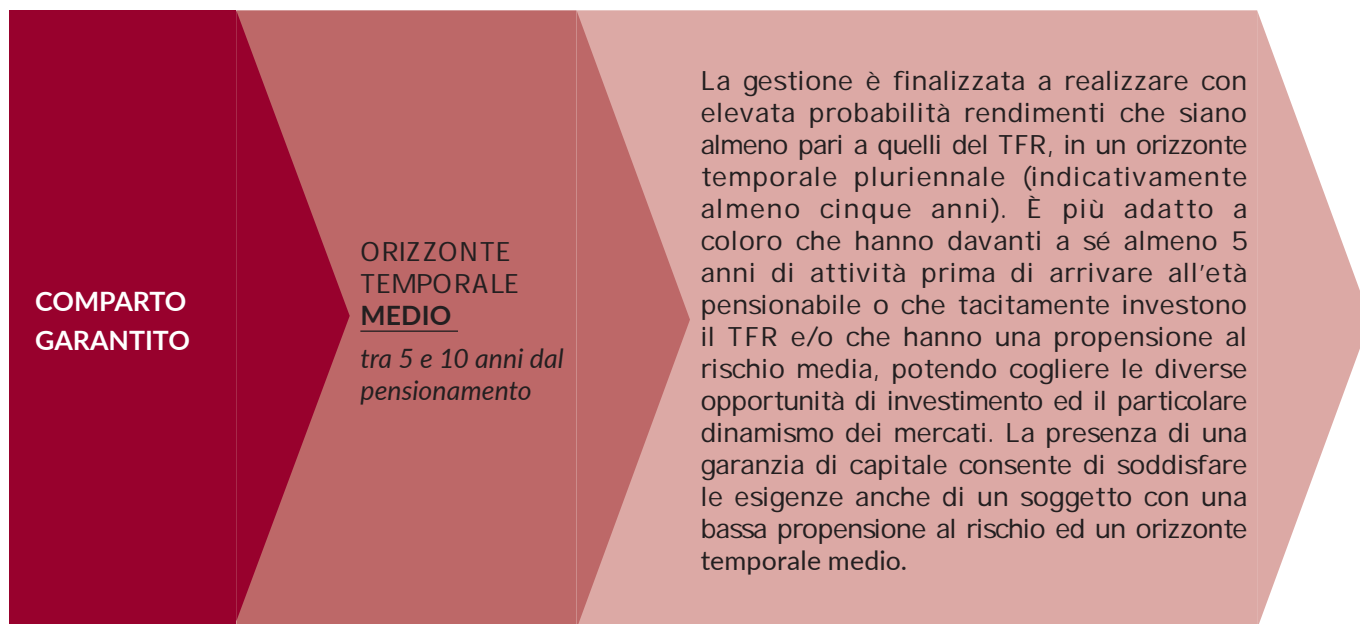 COMPARTO
GARANTITO
ORIZZONTE
TEMPORALE
MEDIO
tra 5 e 10 anni dal
pensionamento
La gestione è finalizzata a realizzare con
elevata probabilità rendimenti che siano
almeno pari a quelli del TFR, in un orizzonte
temporale pluriennale (indicativamente
almeno cinque anni). È più adatto a
coloro che hanno davanti a sé almeno 5
anni di attività prima di arrivare all'età
pensionabile o che tacitamente investono
il TFR e/o che hanno una propensione al
rischio media, potendo cogliere le diverse
opportunità di investimento ed il particolare
dinamismo dei mercati. La presenza di una
garanzia di capitale consente di soddisfare
le esigenze anche di un soggetto con una
bassa propensione al rischio ed un orizzonte
temporale medio.